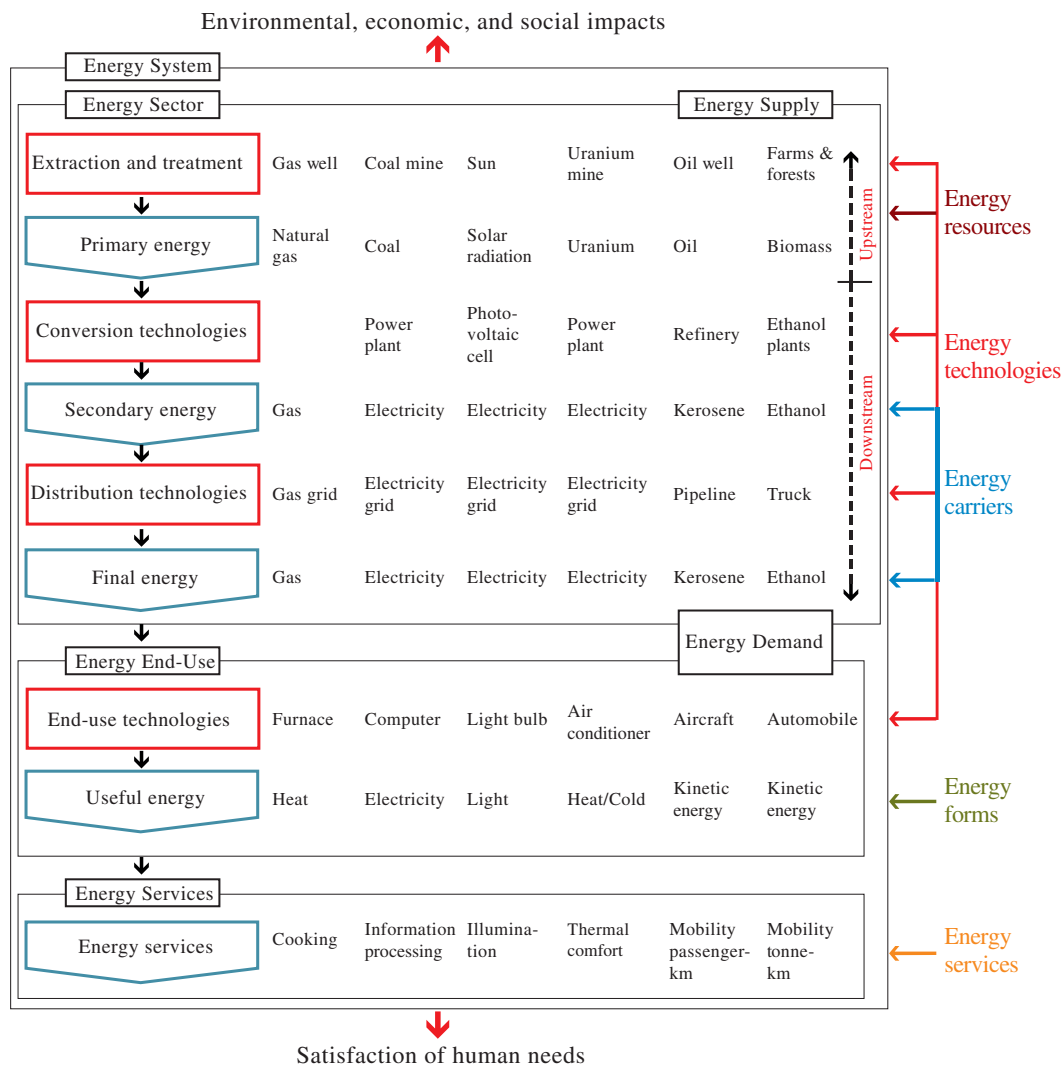 Environmental, economic, and social impacts
Energy System
Energy Sector
Energy Supply
Extraction and treatment
Gas well
Coal mine
Sun
Uranium
mine
Oil well
Farms &
forests
Primary energy
Natural
gas
Coal
Solar
radiation
Uranium
Oil
Biomass
Upstream
Conversion technologies
Power
plant
Photo-
voltaic
cell
Power
plant
Refinery
Ethanol
plants
Secondary energy
Gas
Electricity
Electricity
Electricity
Kerosene
Ethanol
Downstream
Distribution technologies
Gas grid
Electricity
grid
Electricity
grid
Electricity
grid
Pipeline
Truck
Final energy
Gas
Electricity
Electricity
Electricity
Kerosene
Ethanol
Energy Demand
Energy End-Use
End-use technologies
Furnace
Computer
Light bulb
Air
conditioner
Aircraft
Automobile
Useful energy
Heat
Electricity
Light
Heat/Cold
Kinetic
energy
Kinetic
energy
Energy Services
Energy services
Cooking
Information
processing
Illumina-
tion
Thermal
comfort
Mobility
passenger-
km
Mobility
tonne-
km
Energy
resources
Energy
technologies
Energy
carriers
Energy
forms
Energy
services
Satisfaction of human needs